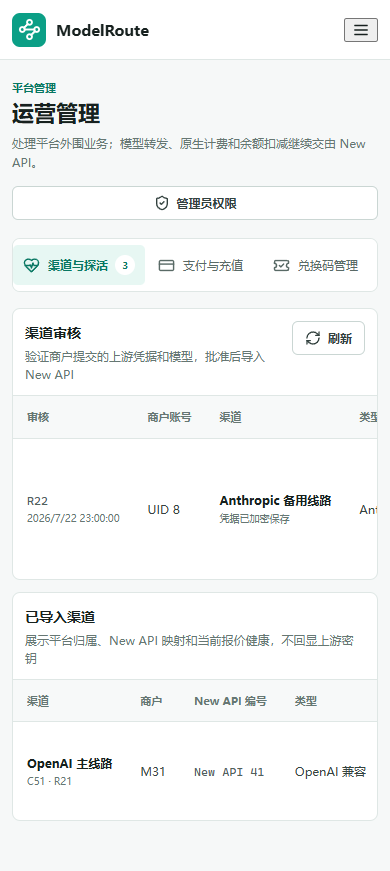 ModelRoute
平台管理
运营管理
处理平台外围业务；模型转发、原生计费和余额扣减继续交由 New
API。
管理员权限
渠道与探活 3 支付与充值 兑换码管理
渠道审核
刷新
验证商户提交的上游凭据和模型，批准后导入
New API
审核 商户账号 渠道 类型
R22
2026/7/22 23:00:00
UID 8
Anthropic 备用线路
凭据已加密保存
Ant
已导入渠道
展示平台归属、New API 映射和当前报价健康，不回显上游密
钥
渠道 商户 New API 编号 类型
OpenAI 主线路
C51 · R21
M31 New API 41 OpenAI 兼容